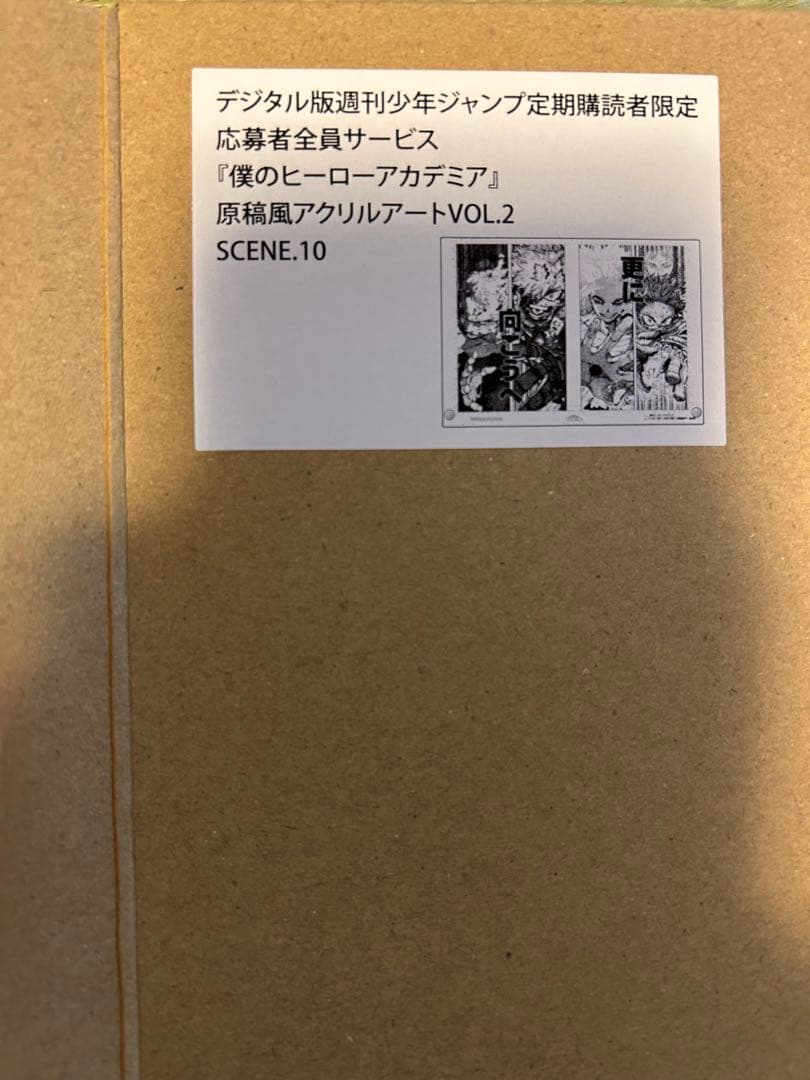 デジタル版週刊少年ジャンプ定期購読者限定
応募者全員サービス
『僕のヒーローアカデミア』
原稿風アクリルアートVOL.2
SCENE.10
更に
向こうへ